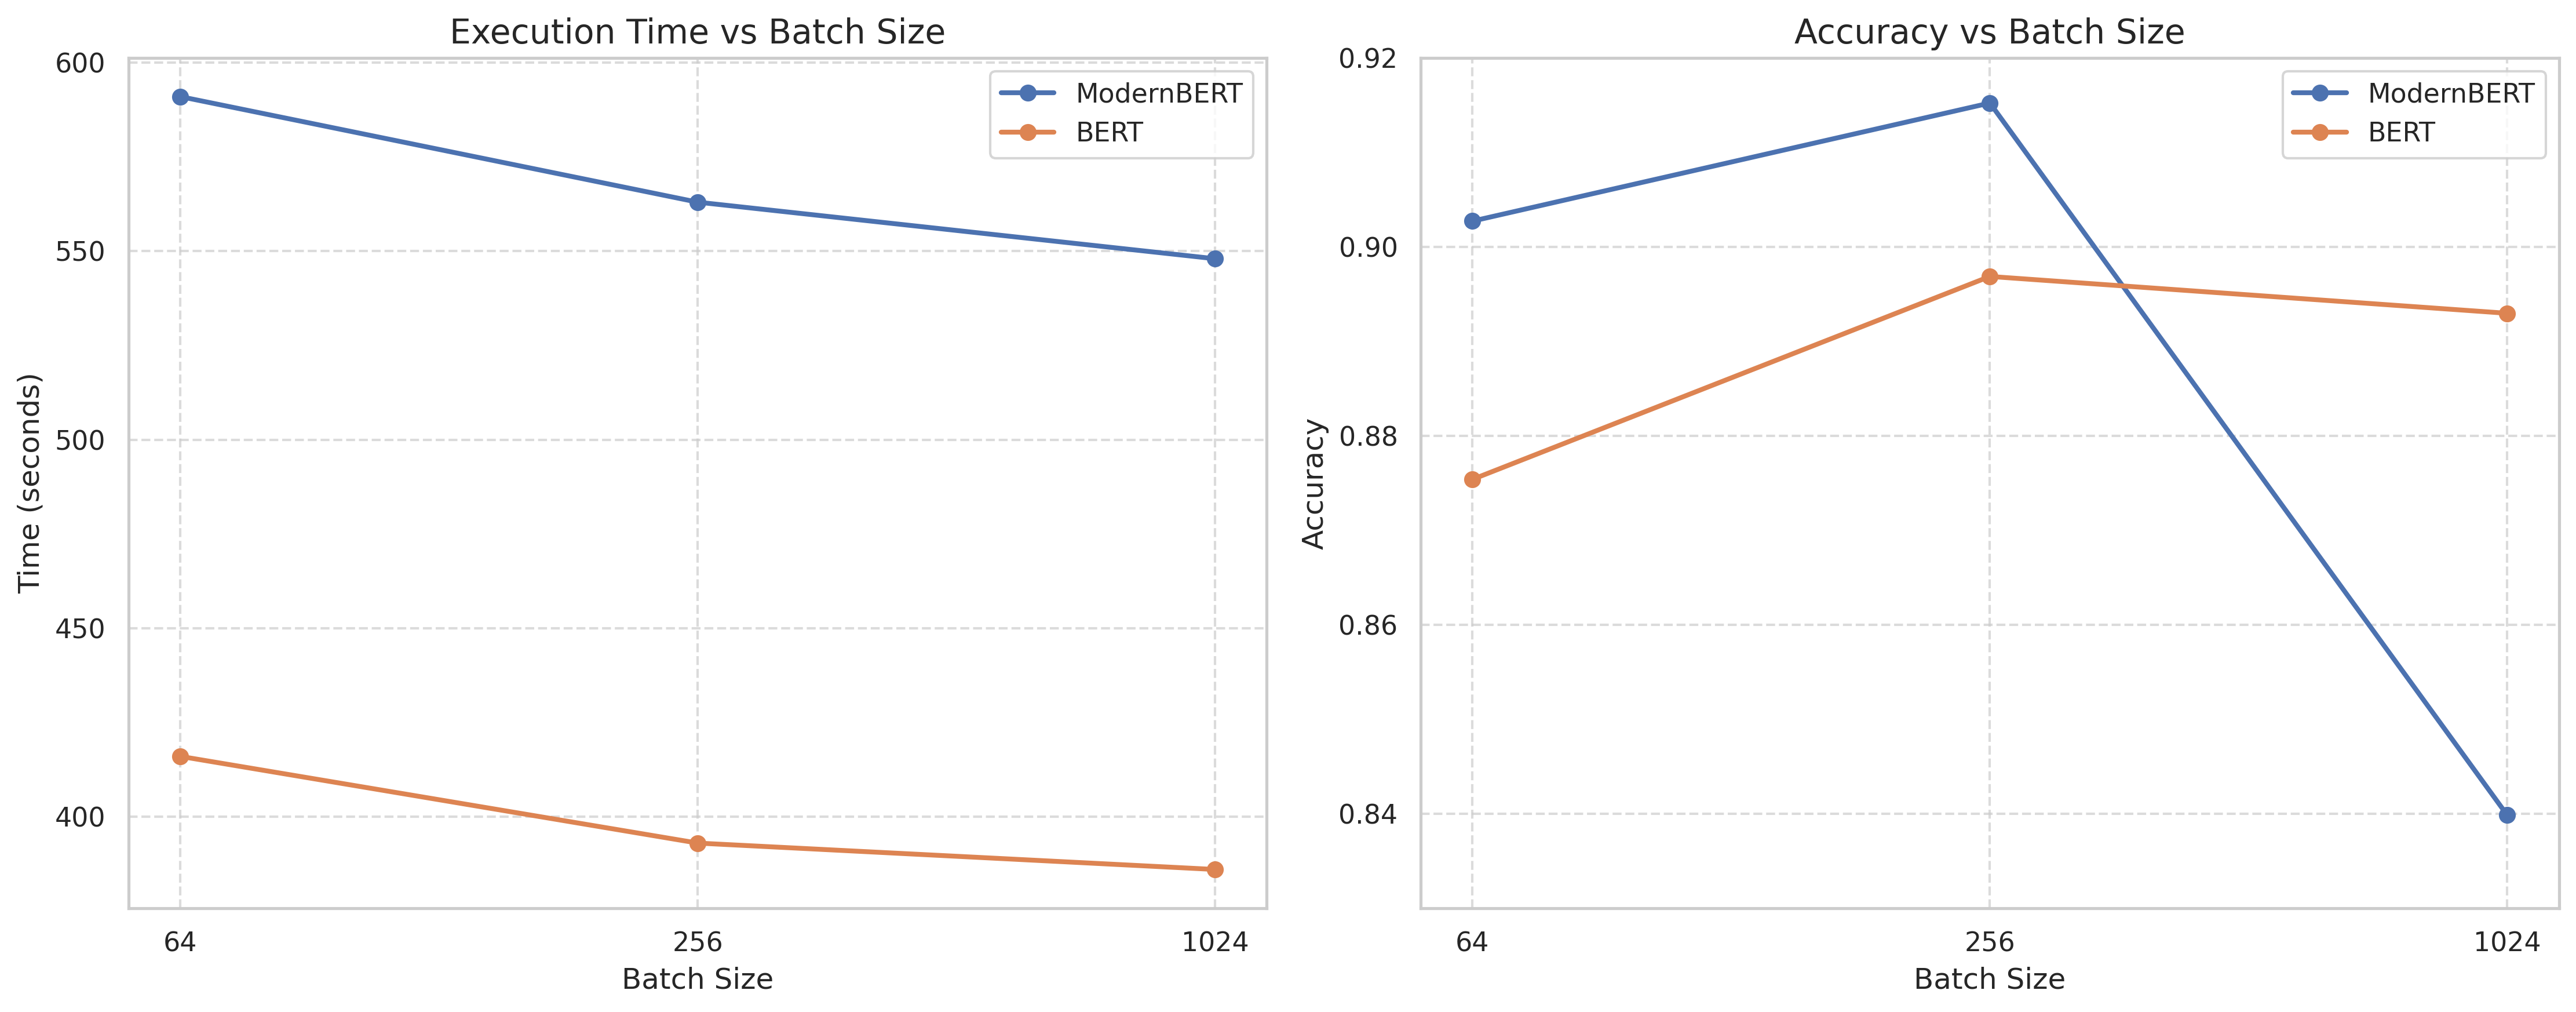 Execution Time vs Batch Size
600
550
500
450
400
Time (seconds)
ModernBERT
BERT
64
256
1024
Batch Size
Accuracy vs Batch Size
0.92
0.90
0.88
0.86
0.84
Accuracy
ModernBERT
BERT
64
256
1024
Batch Size